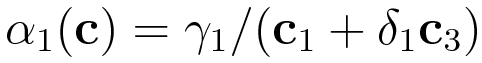 α₁(𝐜) = γ₁/(𝐜₁ + δ₁𝐜₃)